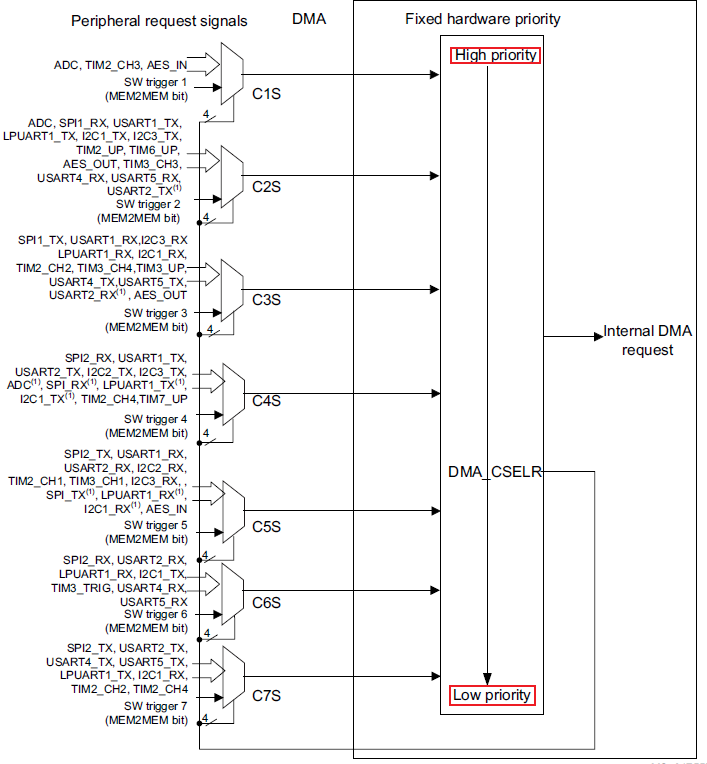 Peripheral request signals
DMA
Fixed hardware priority
High priority
ADC, TIM2_CH3, AES_IN
SW trigger 1
(MEM2MEM bit)
C1S
4
ADC, SPI1_RX, USART1_TX,
LPUART1_TX, I2C1_TX, I2C3_TX,
TIM2_UP, TIM6_UP,
AES_OUT, TIM3_CH3,
USART4_RX, USART5_RX,
USART2_TX(1)
SW trigger 2
(MEM2MEM bit)
C2S
4
SPI1_TX, USART1_RX,I2C3_RX
LPUART1_RX, I2C1_RX,
TIM2_CH2, TIM3_CH4,TIM3_UP,
USART4_TX,USART5_TX,
USART2_RX(1) , AES_OUT
SW trigger 3
(MEM2MEM bit)
C3S
4
Internal DMA
request
SPI2_RX, USART1_TX,
USART2_TX, I2C2_TX, I2C3_TX,
ADC(1), SPI_RX(1), LPUART1_TX(1),
I2C1_TX(1), TIM2_CH4,TIM7_UP
SW trigger 4
(MEM2MEM bit)
C4S
4
SPI2_TX, USART1_RX,
USART2_RX, I2C2_RX,
TIM2_CH1, TIM3_CH1, I2C3_RX, ,
SPI_TX(1), LPUART1_RX(1),
I2C1_RX(1), AES_IN
SW trigger 5
(MEM2MEM bit)
C5S
4
DMA_CSELR
SPI2_RX, USART2_RX,
LPUART1_RX, I2C1_TX,
TIM3_TRIG, USART4_RX,
USART5_RX
SW trigger 6
(MEM2MEM bit)
C6S
4
SPI2_TX, USART2_TX,
USART4_TX, USART5_TX,
LPUART1_TX, I2C1_RX,
TIM2_CH2, TIM2_CH4
SW trigger 7
(MEM2MEM bit)
C7S
4
Low priority